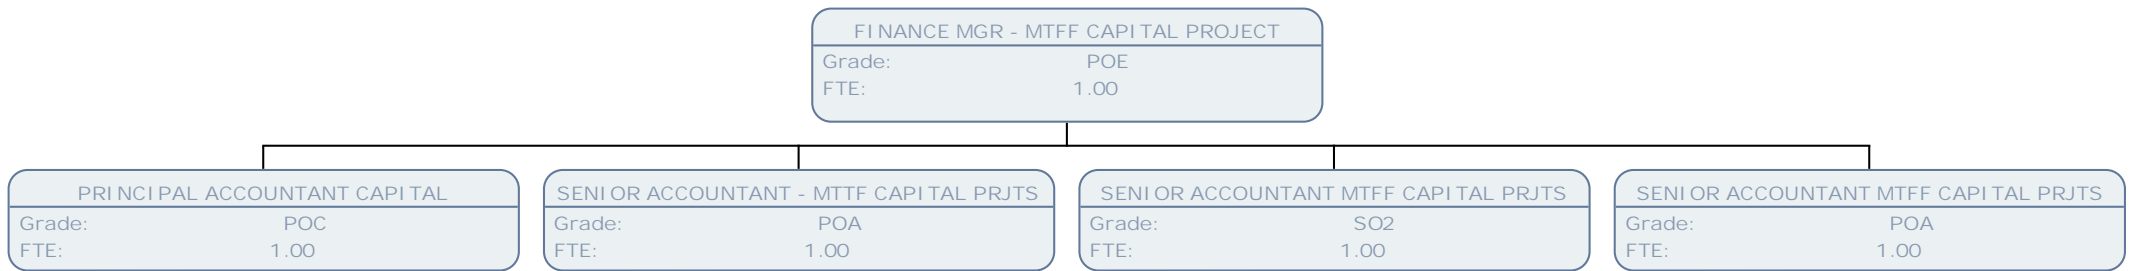 FINANCE MGR - MTFF CAPITAL PROJECT
Grade: POE
FTE: 1.00
PRINCIPAL ACCOUNTANT CAPITAL
Grade: POC
FTE: 1.00
SENIOR ACCOUNTANT - MTTF CAPITAL PRJTS
Grade: POA
FTE: 1.00
SENIOR ACCOUNTANT MTFF CAPITAL PRJTS
Grade: SO2
FTE: 1.00
SENIOR ACCOUNTANT MTFF CAPITAL PRJTS
Grade: POA
FTE: 1.00